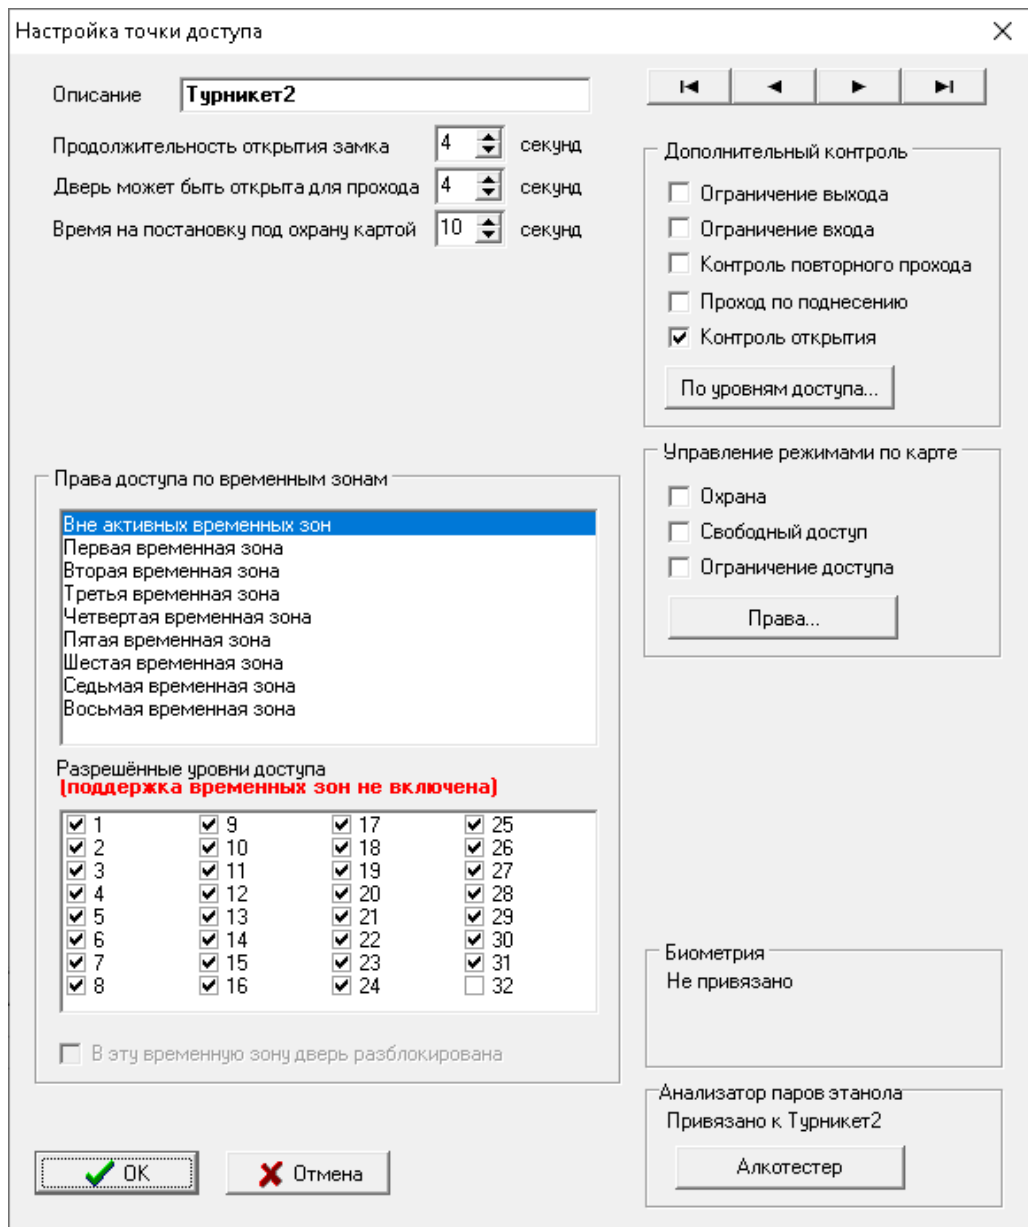 Настройка точки доступа
Описание
Турникет2
Продолжительность открытия замка 4 секунд
Дверь может быть открыта для прохода 4 секунд
Время на постановку под охрану картой 10 секунд
Дополнительный контроль
Ограничение выхода
Ограничение входа
Контроль повторного прохода
Проход по поднесению
Контроль открытия
По уровням доступа...
Управление режимами по карте
Охрана
Свободный доступ
Ограничение доступа
Права...
Права доступа по временным зонам
Вне активных временных зон
Первая временная зона
Вторая временная зона
Третья временная зона
Четвертая временная зона
Пятая временная зона
Шестая временная зона
Седьмая временная зона
Восьмая временная зона
Разрешённые уровни доступа
(поддержка временных зон не включена)
1 9 17 25
2 10 18 26
3 11 19 27
4 12 20 28
5 13 21 29
6 14 22 30
7 15 23 31
8 16 24 32
В эту временную зону дверь разблокирована
Биометрия
Не привязано
Анализатор паров этанола
Привязано к Турникет2
Алкотестер
OK
Отмена